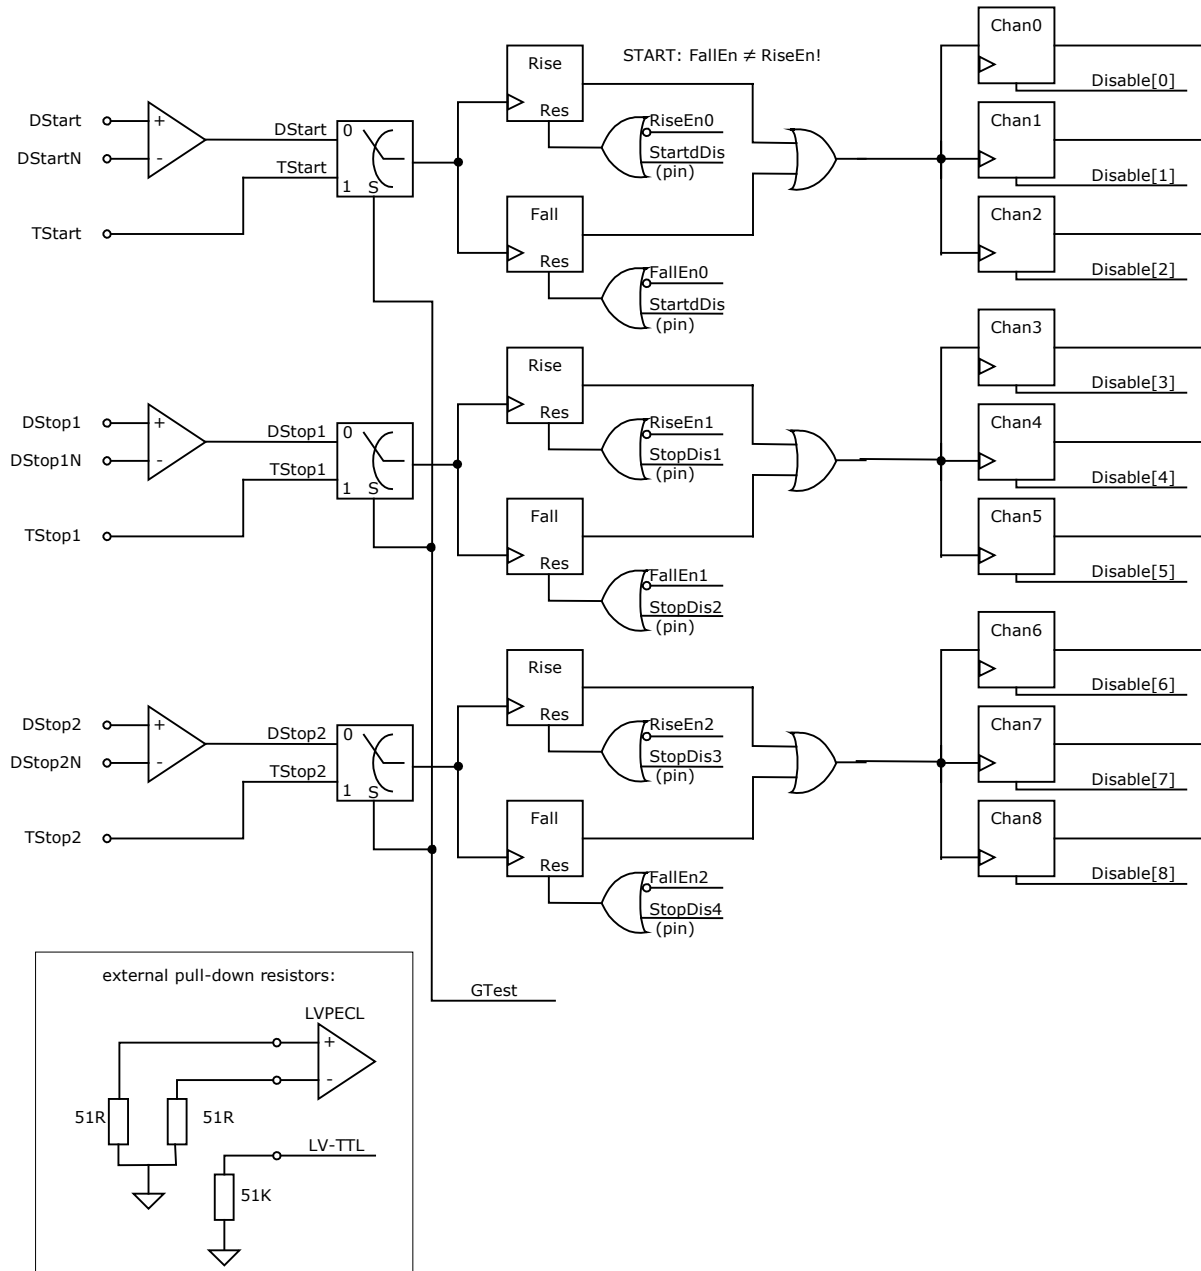 START: FallEn ≠ RiseEn!
DStart
+
DStartN
-
TStart
DStart
TStart
0
1
S
Rise
Res
RiseEn0
StartdDis
(pin)
Fall
Res
FallEn0
StartdDis
(pin)
Chan0
Disable[0]
Chan1
Disable[1]
Chan2
Disable[2]
DStop1
+
DStop1N
-
TStop1
DStop1
TStop1
0
1
S
Rise
Res
RiseEn1
StopDis1
(pin)
Fall
Res
FallEn1
StopDis2
(pin)
Chan3
Disable[3]
Chan4
Disable[4]
Chan5
Disable[5]
DStop2
+
DStop2N
-
TStop2
DStop2
TStop2
0
1
S
Rise
Res
RiseEn2
StopDis3
(pin)
Fall
Res
FallEn2
StopDis4
(pin)
Chan6
Disable[6]
Chan7
Disable[7]
Chan8
Disable[8]
GTest
external pull-down resistors:
LVPECL
+
-
51R
51R
LV-TTL
51K